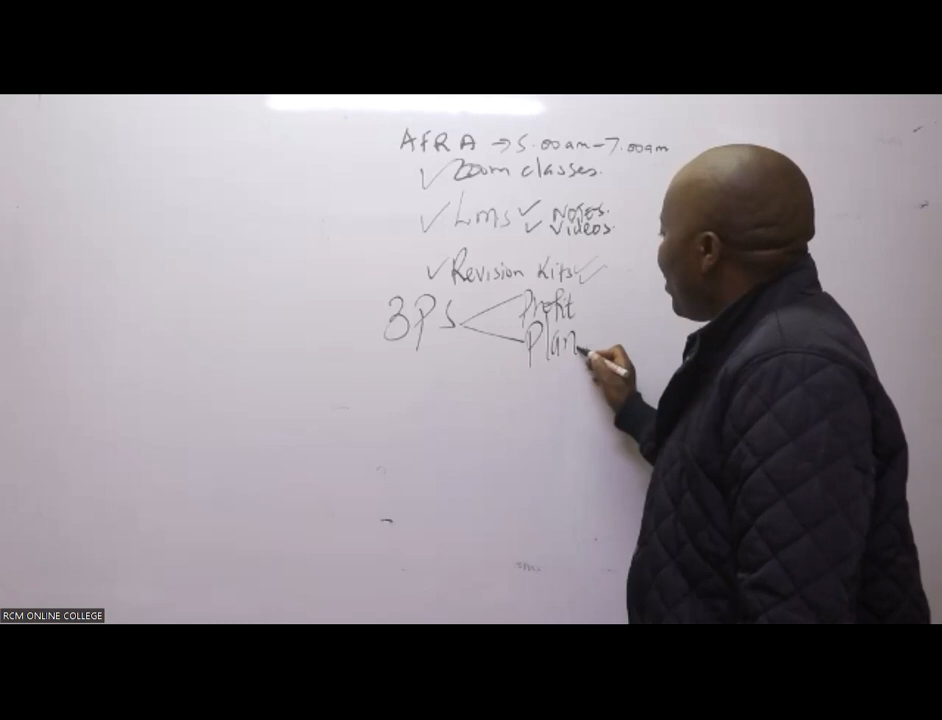 AFRA → 5.00am - 7.00am
✓ Zoom classes.
✓ Lms ✓ Notes.
✓ Videos.
✓ Revision Kits ✓
3Ps
Profit
Plan
RCM ONLINE COLLEGE